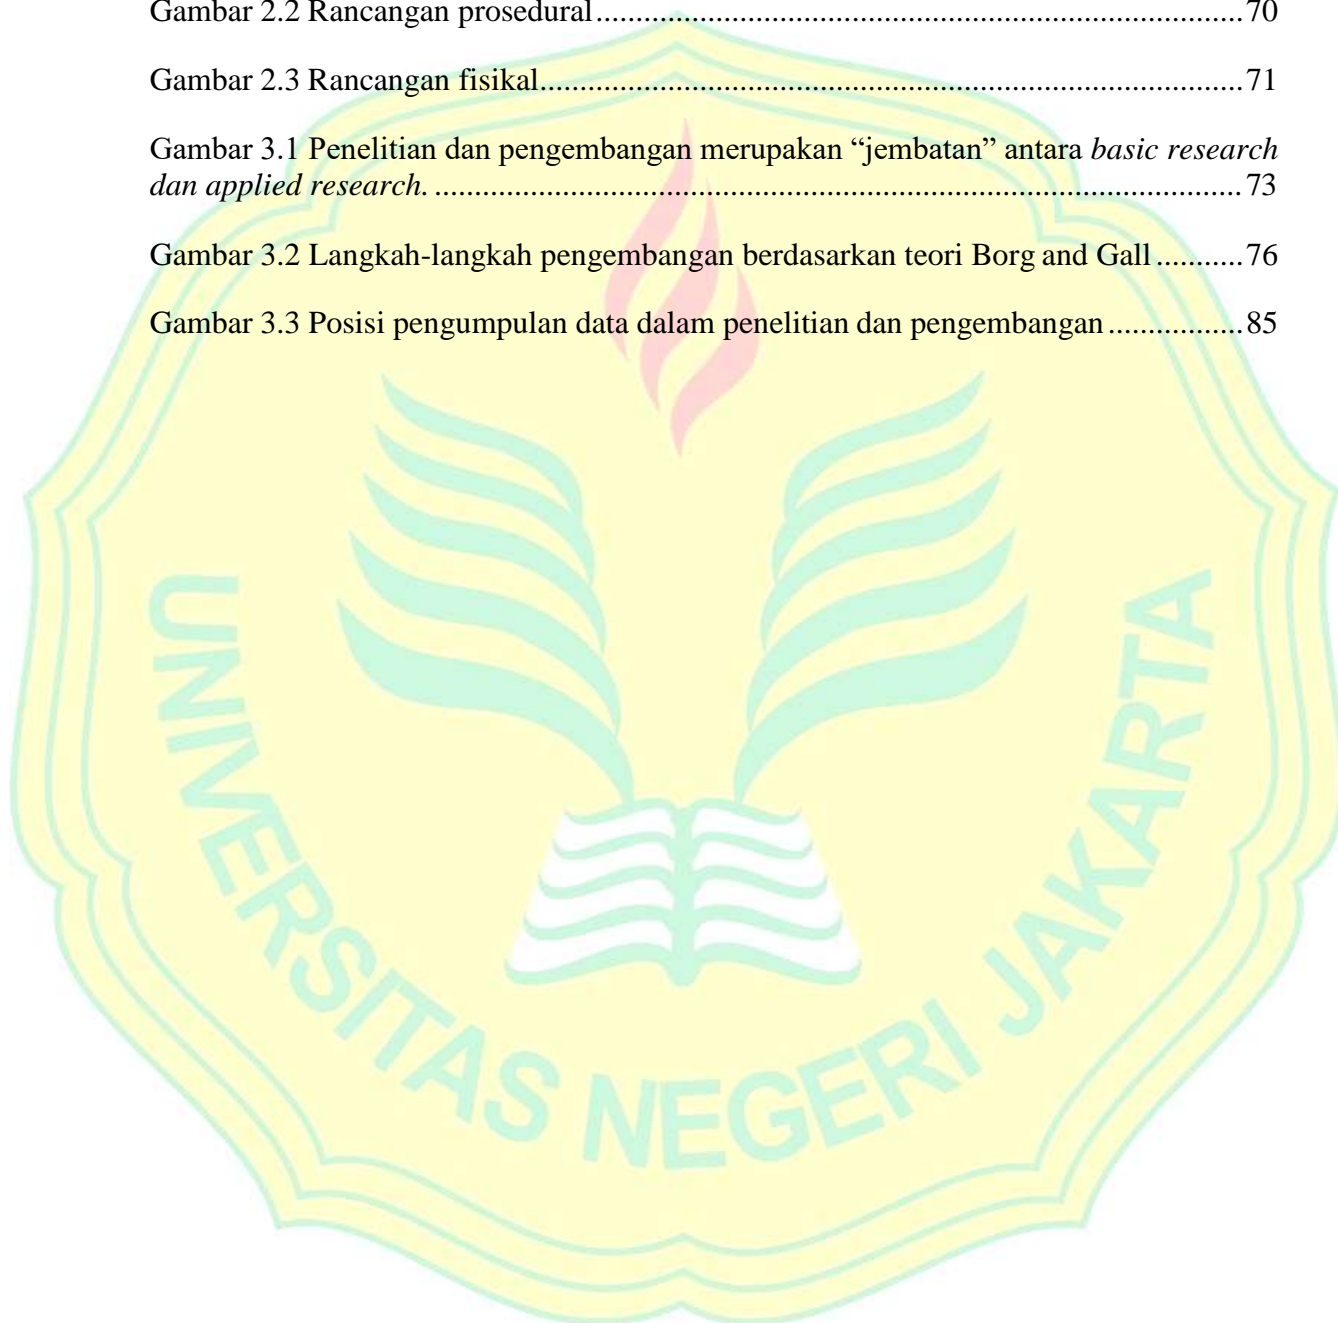 Gambar 2.2 Rancangan prosedural....................................................................................70
Gambar 2.3 Rancangan fisikal...........................................................................................71
Gambar 3.1 Penelitian dan pengembangan merupakan “jembatan” antara basic research
dan applied research. .........................................................................................................73
Gambar 3.2 Langkah-langkah pengembangan berdasarkan teori Borg and Gall ...........76
Gambar 3.3 Posisi pengumpulan data dalam penelitian dan pengembangan.................85
UNIVERSITAS NEGERI JAKARTA